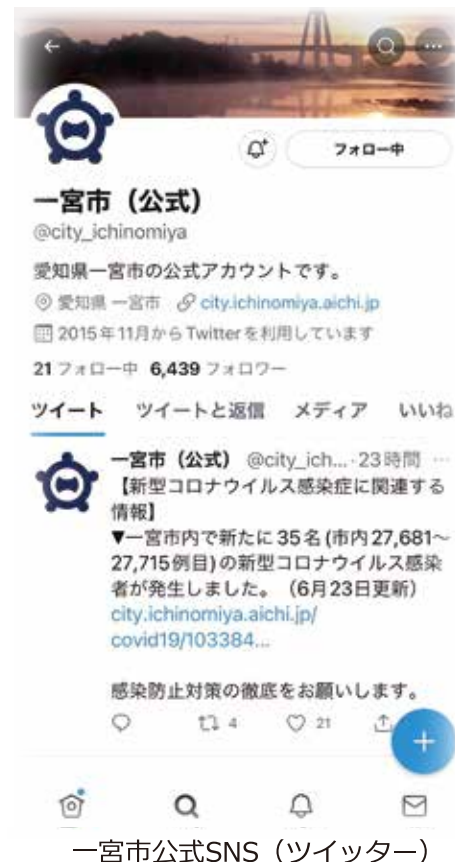 フォロー中
一宮市（公式）
@city_ichinomiya
愛知県一宮市の公式アカウントです。
愛知県 一宮市 city.ichinomiya.aichi.jp
2015年11月からTwitterを利用しています
21 フォロー中 6,439 フォロワー
ツイート ツイートと返信 メディア いいね
一宮市（公式） @city_ich... · 23時間 ...
【新型コロナウイルス感染症に関連する
情報】
▼一宮市内で新たに35名(市内27,681～
27,715例目)の新型コロナウイルス感染
者が発生しました。（6月23日更新）
city.ichinomiya.aichi.jp/
covid19/103384...
感染防止対策の徹底をお願いします。
4 21
一宮市公式SNS（ツイッター）